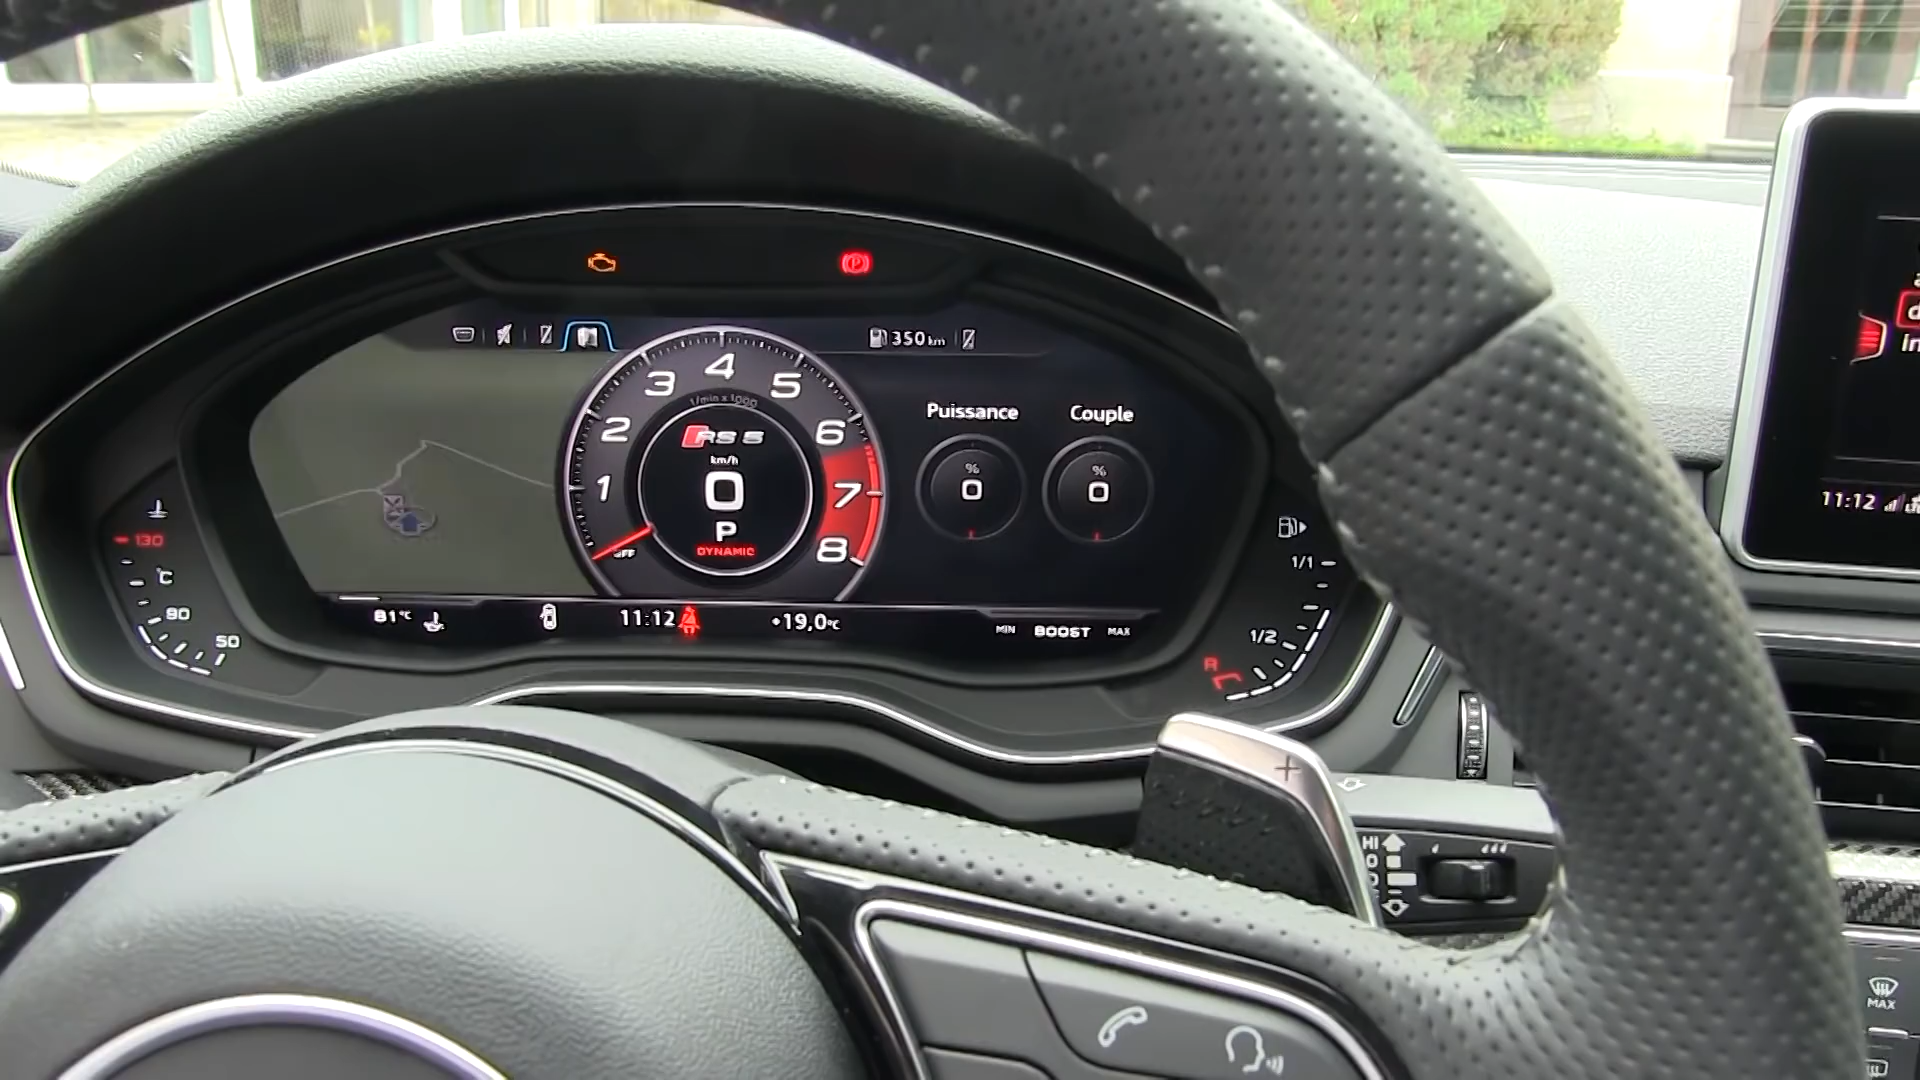 350 km
4
3
5
1/min x 1000
2
6
RS 5
km/h
0
1
7
P
OFF
DYNAMIC
8
Puissance
Couple
%
0
%
0
130
°C
90
50
81°C
11:12
+19,0°C
MIN BOOST MAX
1/1
1/2
R
11:12
+
HI
MAX